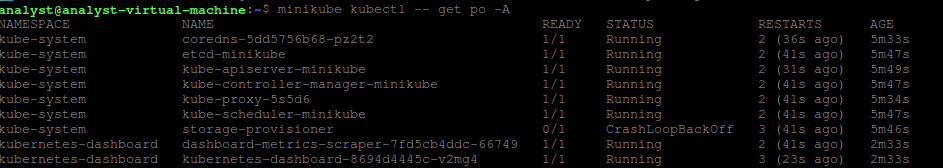 analyst@analyst-virtual-machine:~$ minikube kubectl -- get po -A
NAMESPACE NAME READY STATUS RESTARTS AGE
kube-system coredns-5dd5756b68-pz2t2 1/1 Running 2 (36s ago) 5m33s
kube-system etcd-minikube 1/1 Running 2 (41s ago) 5m47s
kube-system kube-apiserver-minikube 1/1 Running 2 (31s ago) 5m49s
kube-system kube-controller-manager-minikube 1/1 Running 2 (41s ago) 5m47s
kube-system kube-proxy-5s5d6 1/1 Running 2 (41s ago) 5m34s
kube-system kube-scheduler-minikube 1/1 Running 2 (41s ago) 5m47s
kube-system storage-provisioner 0/1 CrashLoopBackOff 3 (41s ago) 5m46s
kubernetes-dashboard dashboard-metrics-scraper-7fd5cb4ddc-66749 1/1 Running 2 (41s ago) 2m33s
kubernetes-dashboard kubernetes-dashboard-8694d4445c-v2mg4 1/1 Running 3 (23s ago) 2m33s